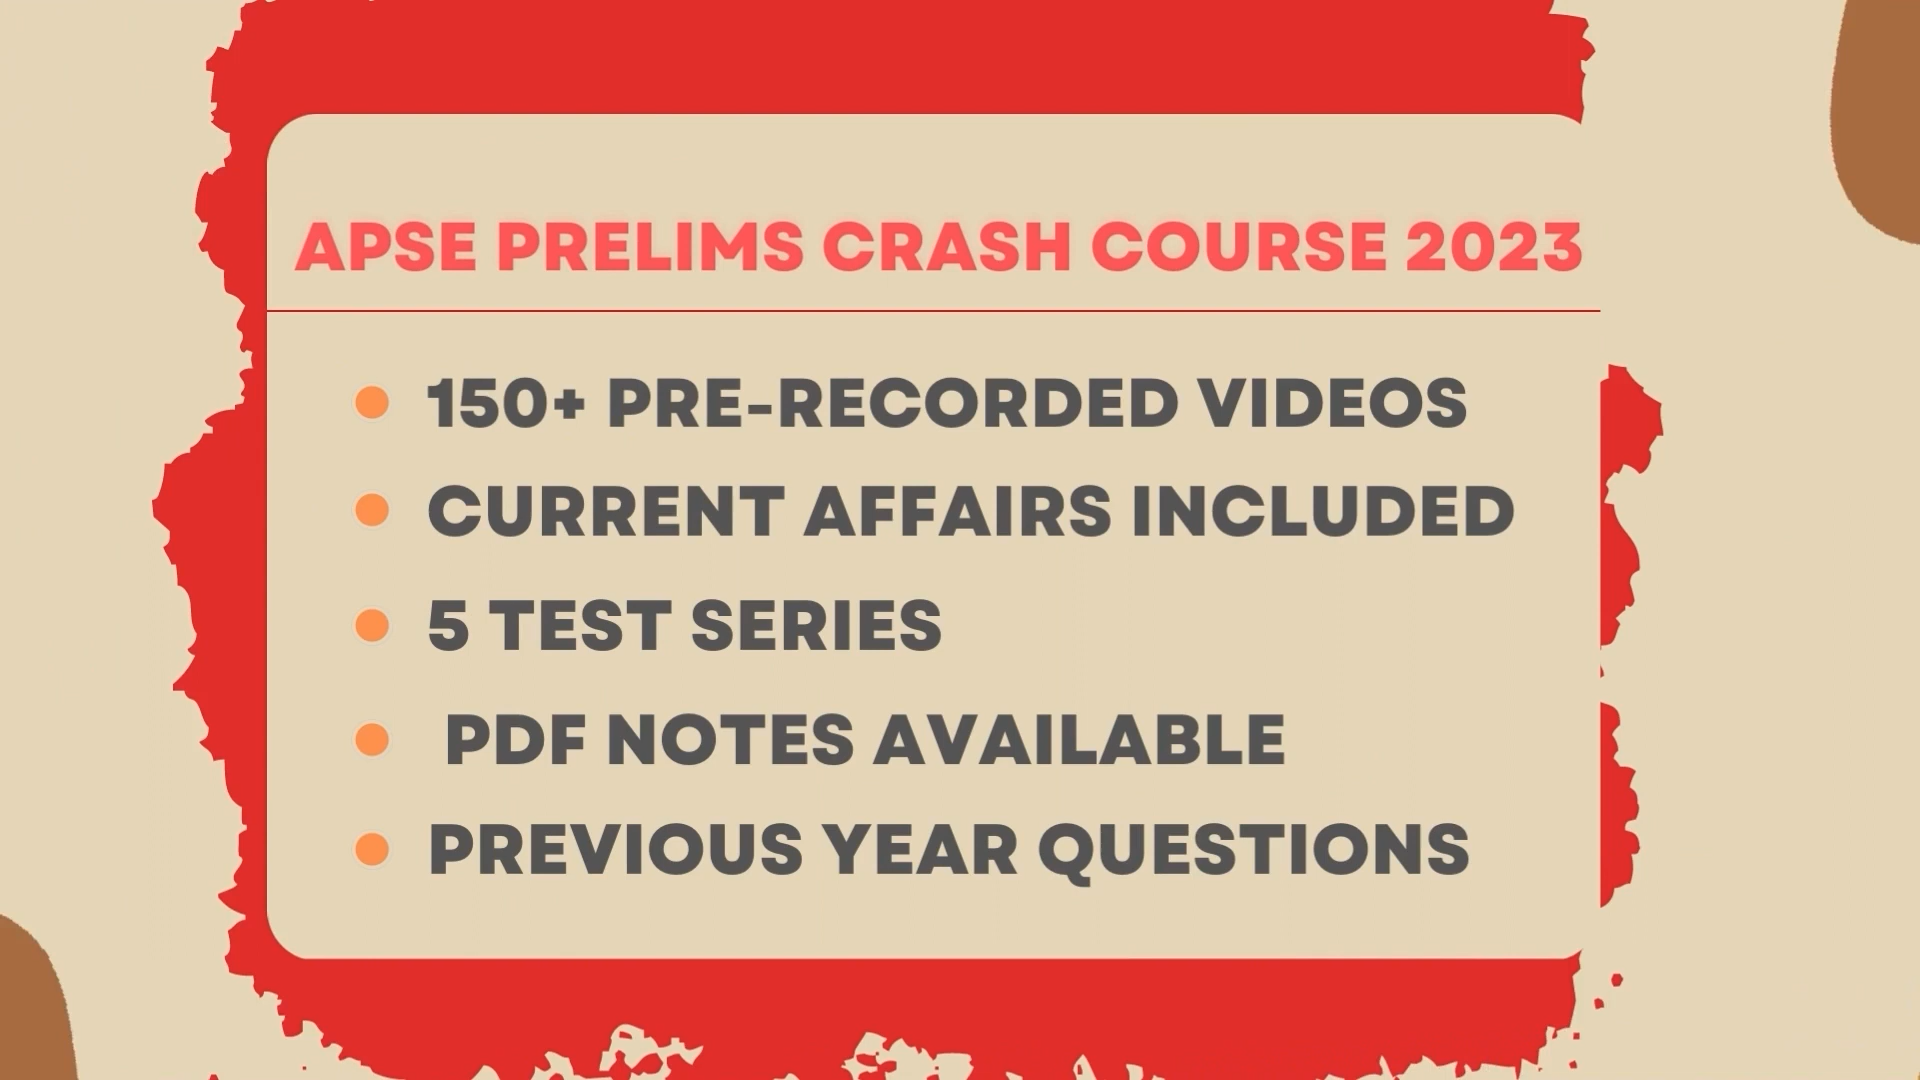 APSE PRELIMS CRASH COURSE 2023
150+ PRE-RECORDED VIDEOS
CURRENT AFFAIRS INCLUDED
5 TEST SERIES
PDF NOTES AVAILABLE
PREVIOUS YEAR QUESTIONS